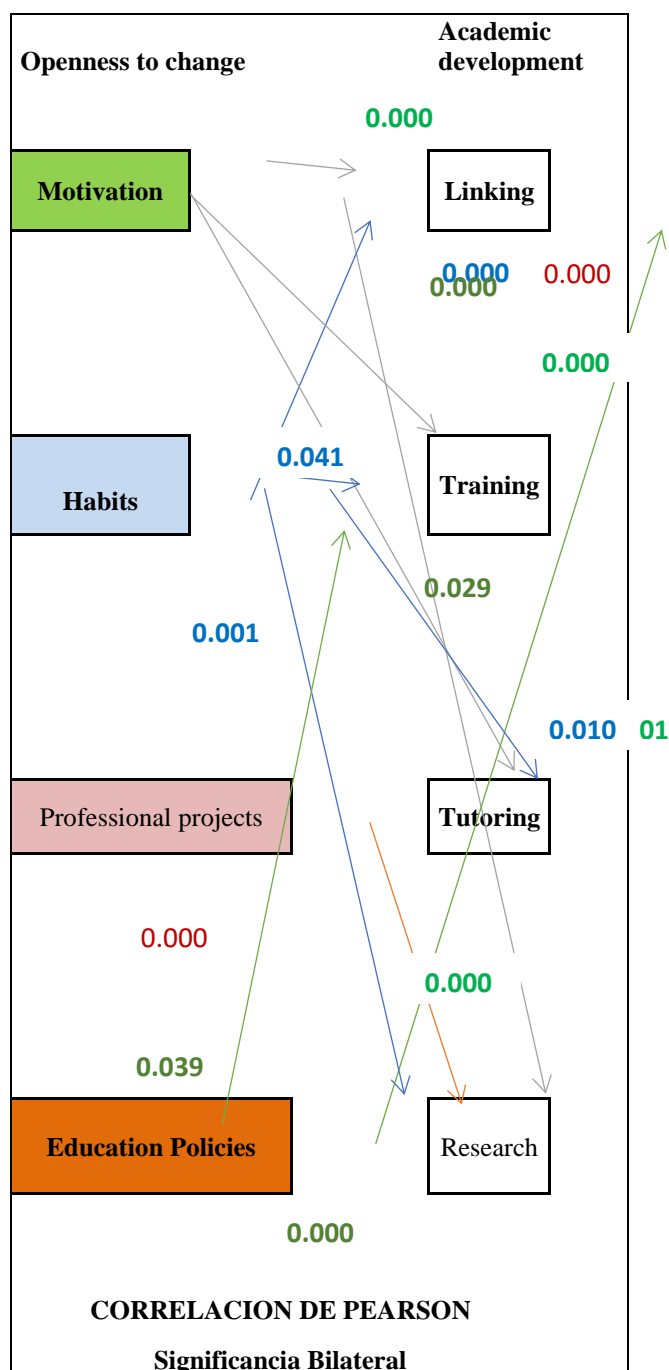 Openness to change
Academic
development
0.000
Motivation
Linking
0.000
0.000
0.000
0.000
0.041
Habits
Training
0.029
0.001
0.010
01
Professional projects
Tutoring
0.000
0.000
0.039
Education Policies
Research
0.000
CORRELACION DE PEARSON
Significancia Bilateral